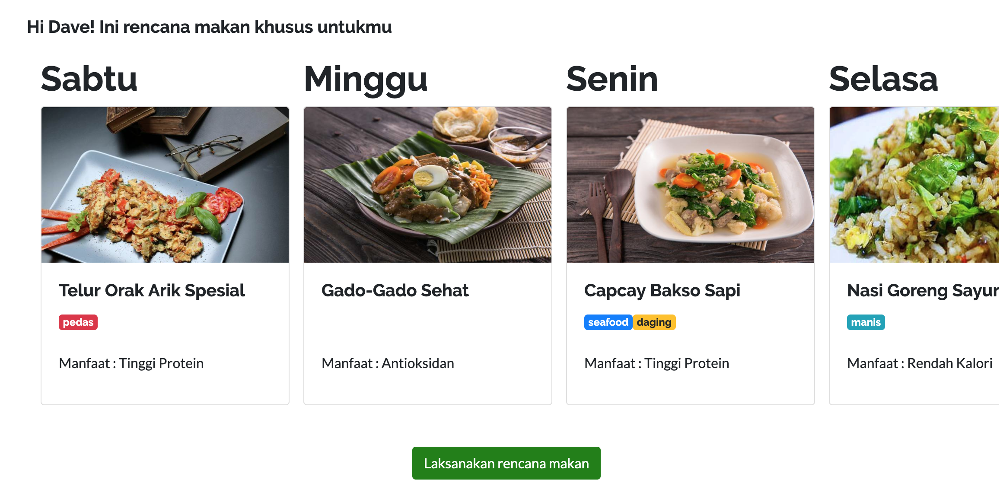 Hi Dave! Ini rencana makan khusus untukmu
Sabtu
Telur Orak Arik Spesial
pedas
Manfaat : Tinggi Protein
Minggu
Gado-Gado Sehat
Manfaat : Antioksidan
Senin
Capcay Bakso Sapi
seafood daging
Manfaat : Tinggi Protein
Selasa
Nasi Goreng Sayur
manis
Manfaat : Rendah Kalori
Laksanakan rencana makan